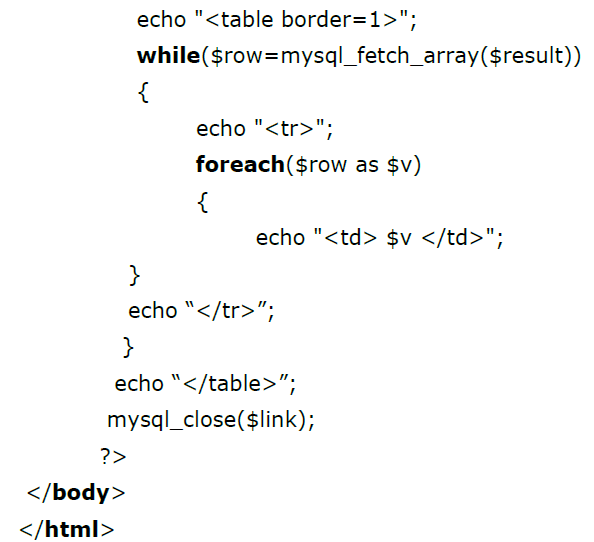 echo "<table border=1>";
while($row=mysql_fetch_array($result))
{
echo "<tr>";
foreach($row as $v)
{
echo "<td> $v </td>";
}
echo “</tr>”;
}
echo “</table>”;
mysql_close($link);
?>
</body>
</html>